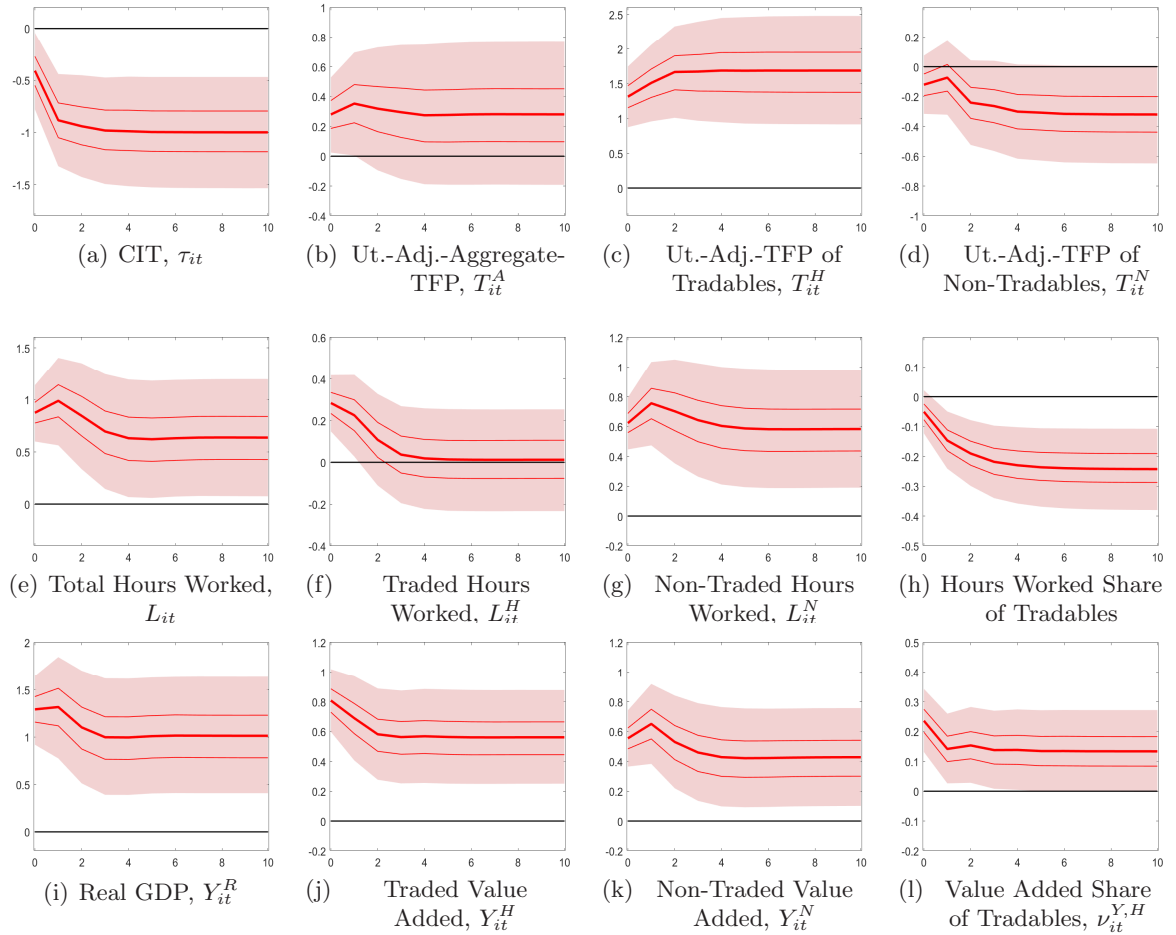 0
-0.5
-1
-1.5
0 2 4 6 8 10
(a) CIT, τit
1
0.8
0.6
0.4
0.2
0
-0.2
-0.4
0 2 4 6 8 10
(b) Ut.-Adj.-Aggregate-
TFP, T^A_it
2.5
2
1.5
1
0.5
0
0 2 4 6 8 10
(c) Ut.-Adj.-TFP of
Tradables, T^H_it
0.2
0
-0.2
-0.4
-0.6
-0.8
-1
0 2 4 6 8 10
(d) Ut.-Adj.-TFP of
Non-Tradables, T^N_it
1.5
1
0.5
0
0 2 4 6 8 10
(e) Total Hours Worked,
Lit
0.6
0.4
0.2
0
-0.2
-0.4
0 2 4 6 8 10
(f) Traded Hours
Worked, L^H_it
1.2
1
0.8
0.6
0.4
0.2
0
-0.2
0 2 4 6 8 10
(g) Non-Traded Hours
Worked, L^N_it
0.2
0.1
0
-0.1
-0.2
-0.3
-0.4
-0.5
0 2 4 6 8 10
(h) Hours Worked Share
of Tradables
2
1.5
1
0.5
0
0 2 4 6 8 10
(i) Real GDP, Y^R_it
1.2
1
0.8
0.6
0.4
0.2
0
-0.2
0 2 4 6 8 10
(j) Traded Value
Added, Y^H_it
1.2
1
0.8
0.6
0.4
0.2
0
-0.2
0 2 4 6 8 10
(k) Non-Traded Value
Added, Y^N_it
0.5
0.4
0.3
0.2
0.1
0
-0.1
-0.2
0 2 4 6 8 10
(l) Value Added Share
of Tradables, ν^Y,H_it